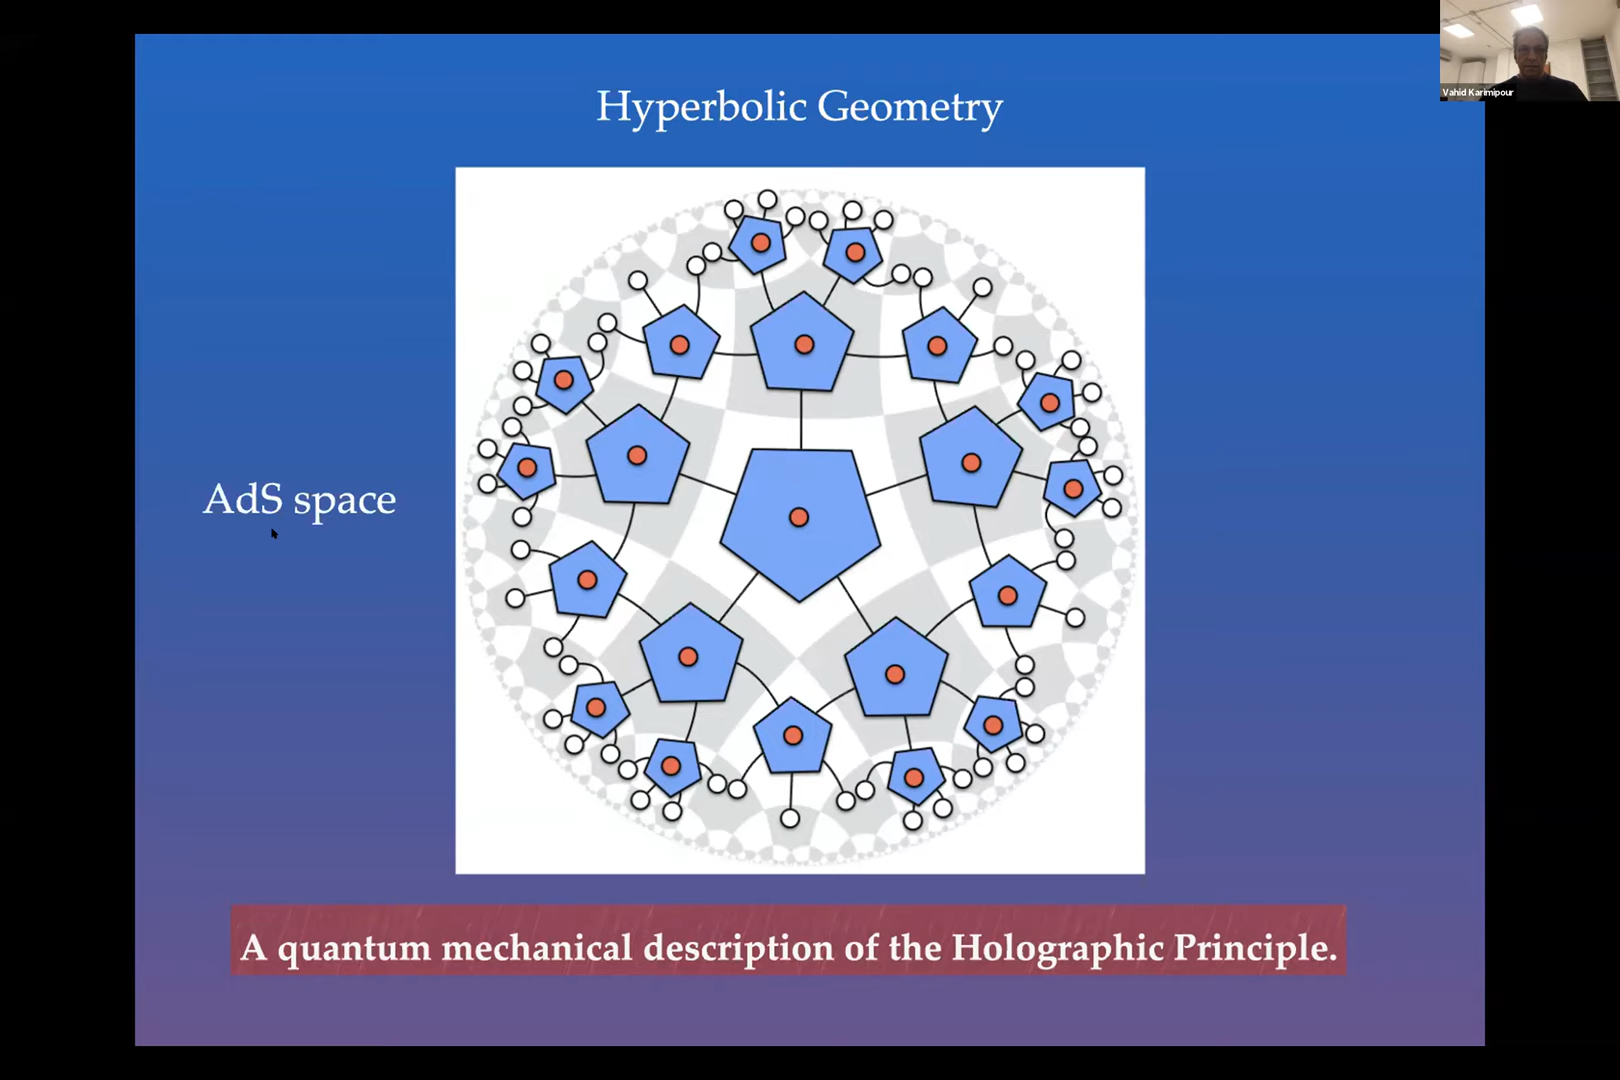 Vahid Karimipour
Hyperbolic Geometry
AdS space
A quantum mechanical description of the Holographic Principle.